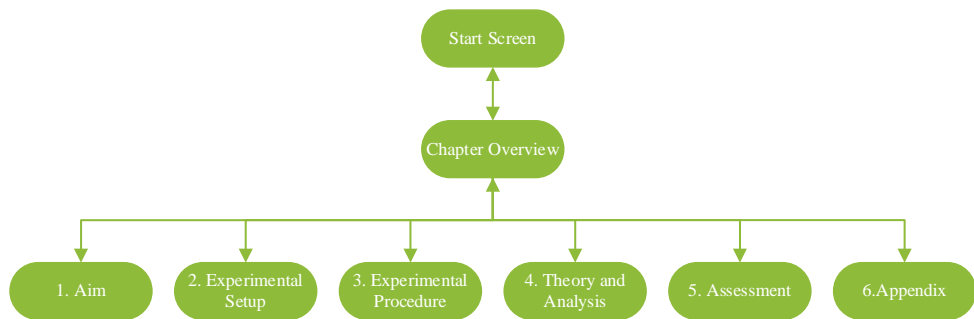 Start Screen
Chapter Overview
1. Aim
2. Experimental
Setup
3. Experimental
Procedure
4. Theory and
Analysis
5. Assessment
6.Appendix